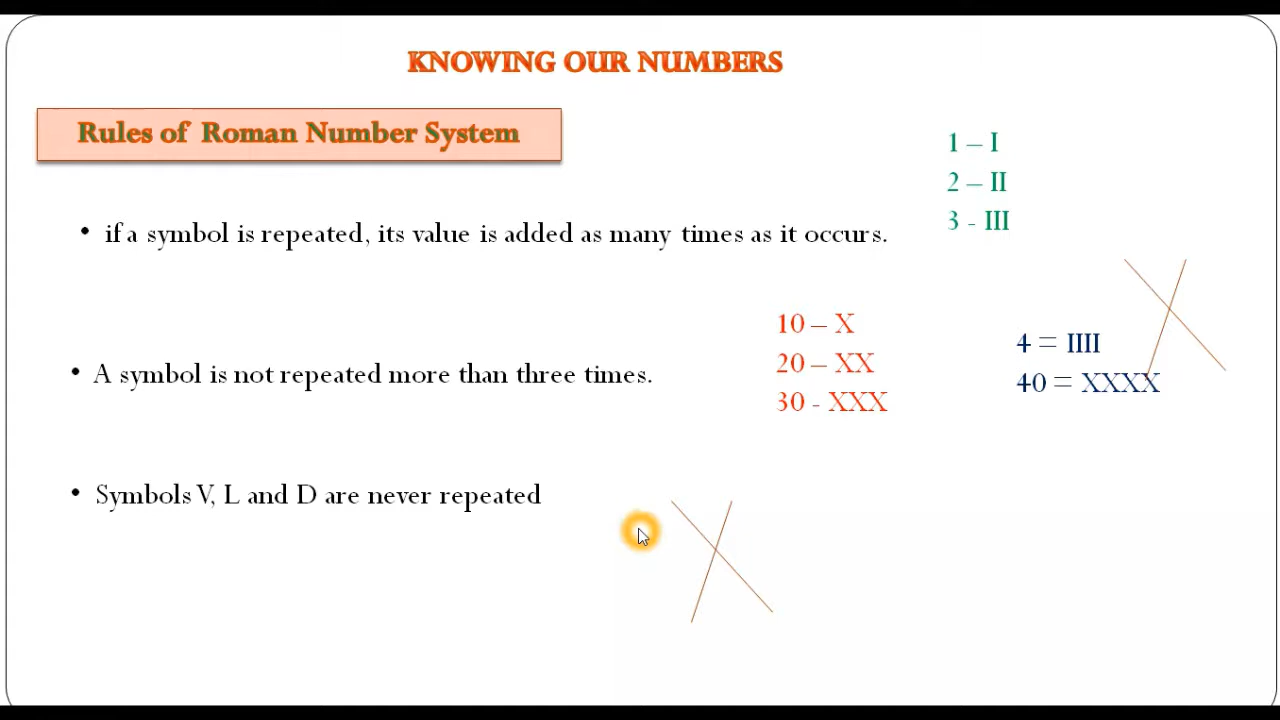 KNOWING OUR NUMBERS
Rules of Roman Number System
1 – I
2 – II
3 - III
• if a symbol is repeated, its value is added as many times as it occurs.
10 – X
20 – XX
30 - XXX
4 = IIII
40 = XXXX
• A symbol is not repeated more than three times.
• Symbols V, L and D are never repeated